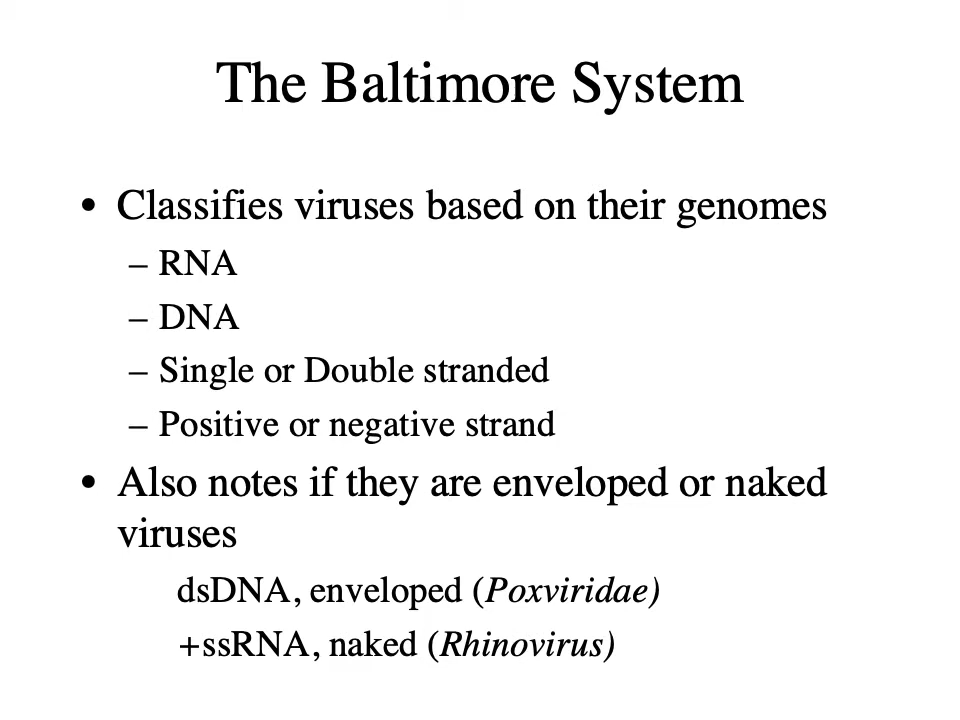 The Baltimore System
• Classifies viruses based on their genomes
– RNA
– DNA
– Single or Double stranded
– Positive or negative strand
• Also notes if they are enveloped or naked
viruses
dsDNA, enveloped (Poxviridae)
+ssRNA, naked (Rhinovirus)